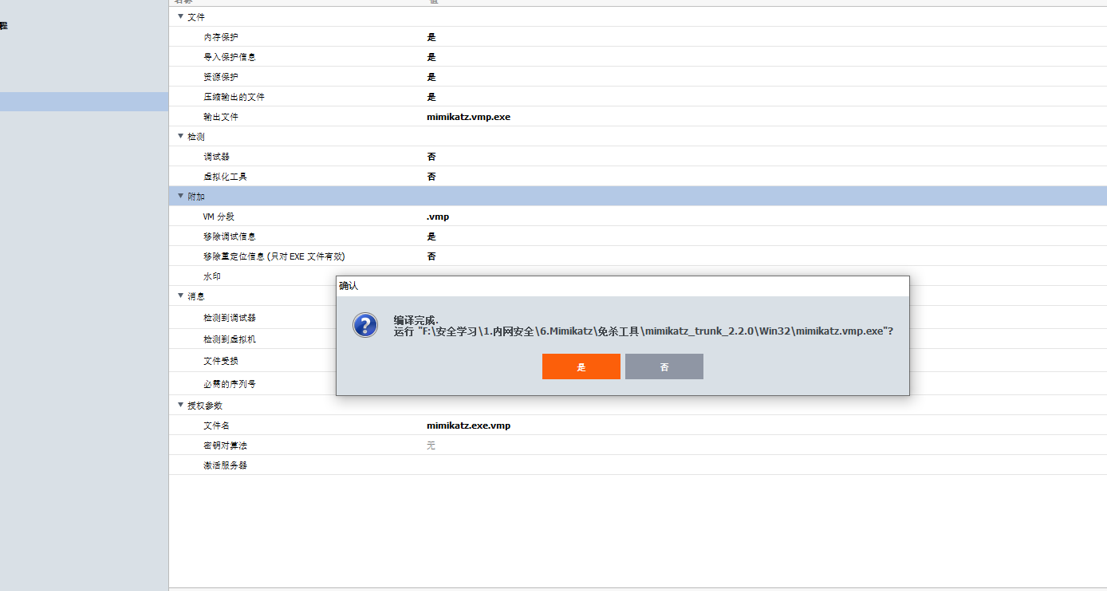 名称 值
程
文件
内存保护 是
导入保护信息 是
资源保护 是
压缩输出的文件 是
输出文件 mimikatz.vmp.exe
检测
调试器 否
虚拟化工具 否
附加
VM 分段 .vmp
移除调试信息 是
移除重定位信息 (只对 EXE 文件有效) 否
水印
消息
检测到调试器
检测到虚拟机
文件受损
必需的序列号
确认
编译完成.
运行 "F:\安全学习\1.内网安全\6.Mimikatz\免杀工具\mimikatz_trunk_2.2.0\Win32\mimikatz.vmp.exe"?
是 否
授权参数
文件名 mimikatz.exe.vmp
密钥对算法 无
激活服务器